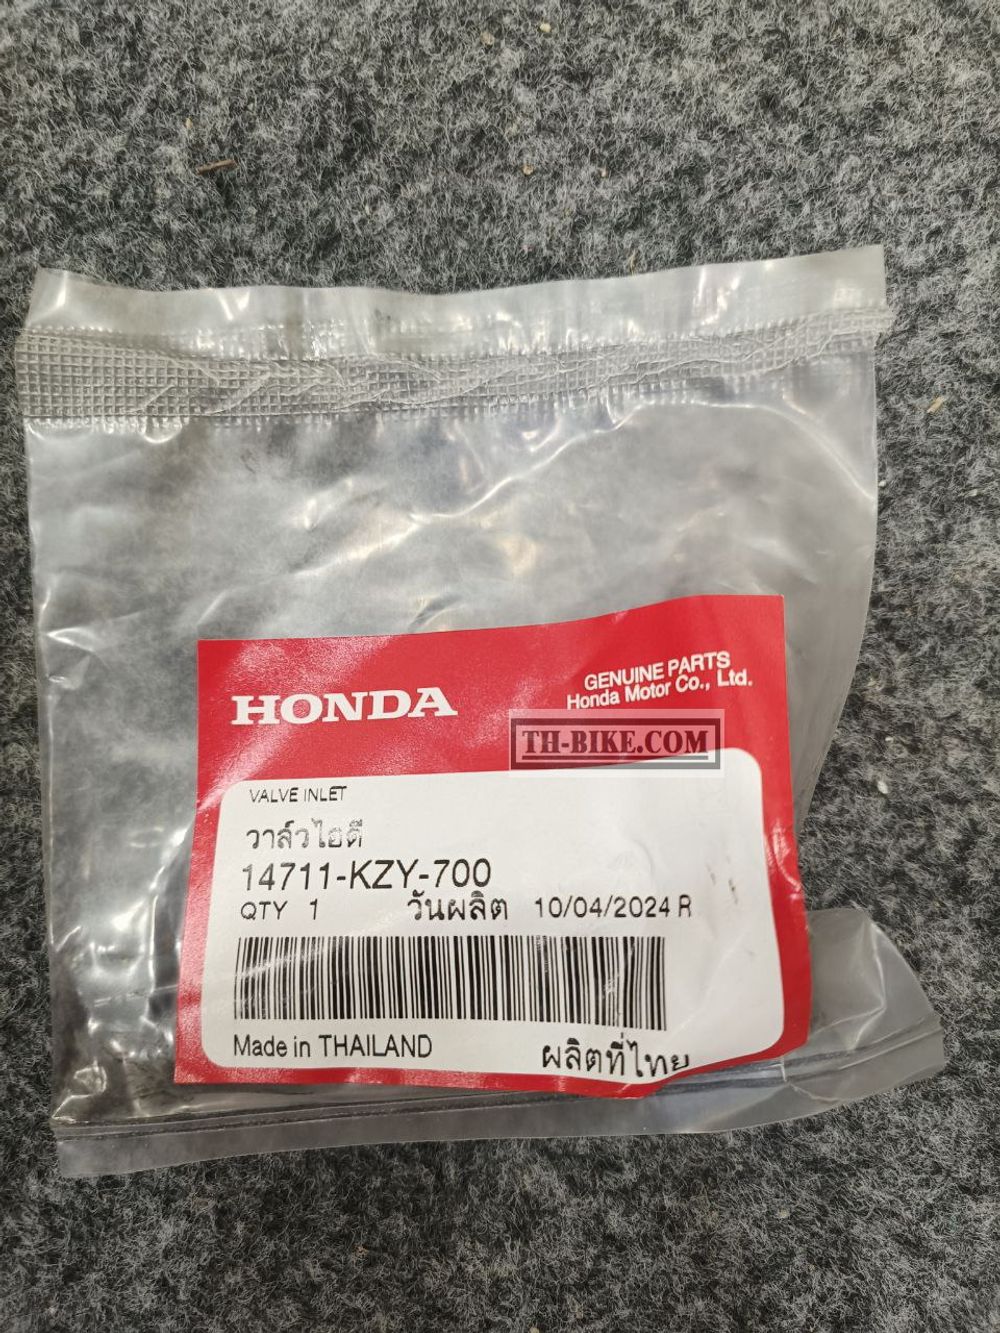 HONDA
GENUINE PARTS
Honda Motor Co., Ltd.
TH-BIKE.COM
VALVE INLET
วาล์วไอดี
14711-KZY-700
QTY 1 วันผลิต 10/04/2024 R
Made in THAILAND ผลิตที่ไทย